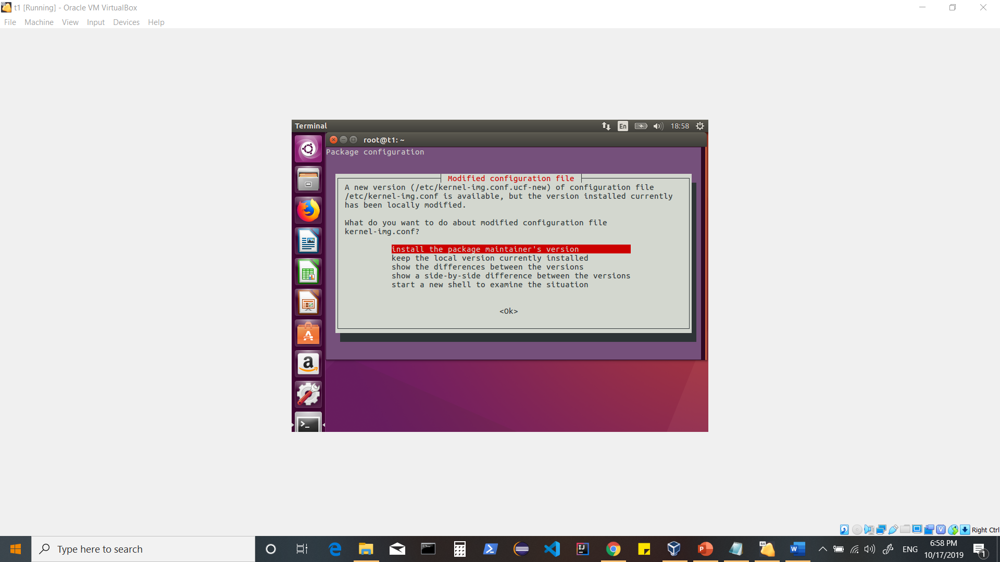 t1 [Running] - Oracle VM VirtualBox
File Machine View Input Devices Help
Terminal
En
18:58
root@t1: ~
Package configuration
Modified configuration file
A new version (/etc/kernel-img.conf.ucf-new) of configuration file
/etc/kernel-img.conf is available, but the version installed currently
has been locally modified.
What do you want to do about modified configuration file
kernel-img.conf?
install the package maintainer's version
keep the local version currently installed
show the differences between the versions
show a side-by-side difference between the versions
start a new shell to examine the situation
<Ok>
Right Ctrl
Type here to search
ENG
6:58 PM
10/17/2019
1